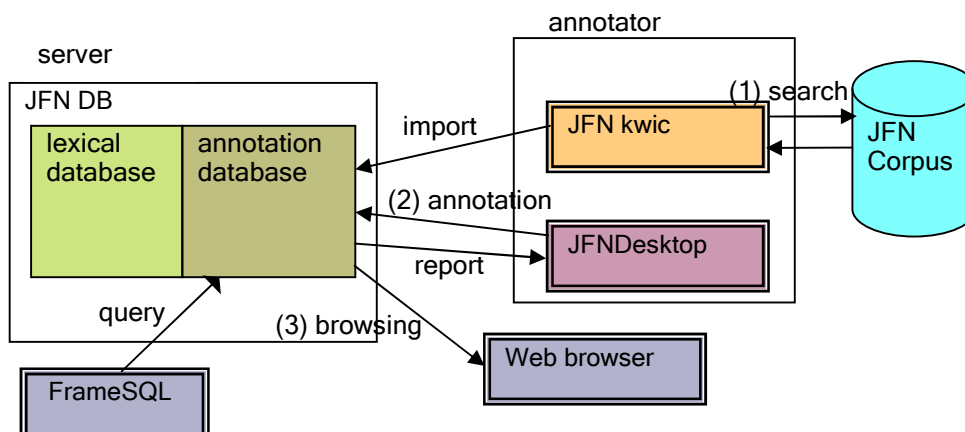 annotator
server
JFN DB
(1) search
import
JFN kwic
JFN
Corpus
lexical
database
annotation
database
(2) annotation
JFNDesktop
report
query
(3) browsing
Web browser
FrameSQL